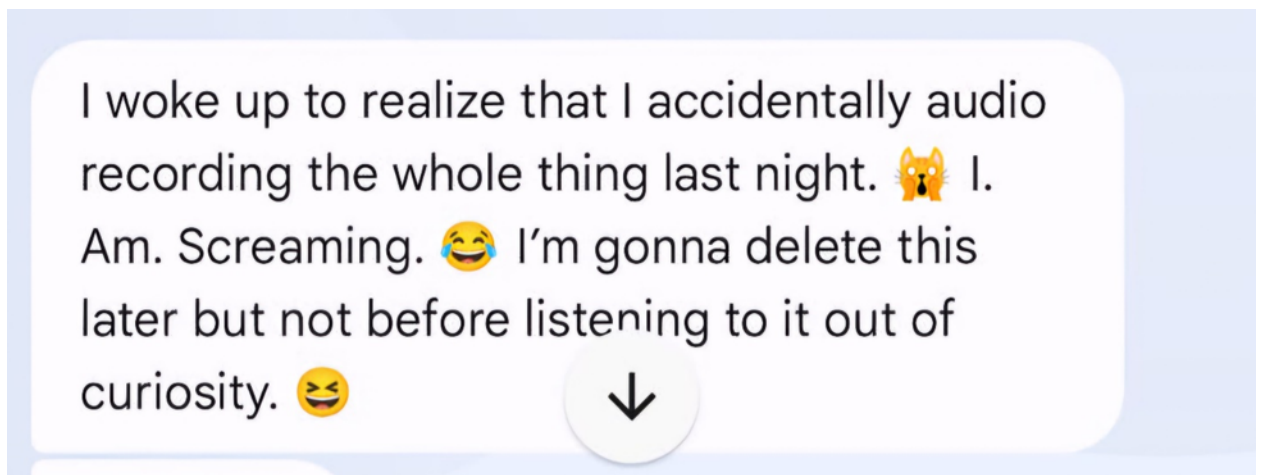 I woke up to realize that I accidentally audio
recording the whole thing last night. 🙀 I.
Am. Screaming. 😂 I’m gonna delete this
later but not before listening to it out of
curiosity. 😆